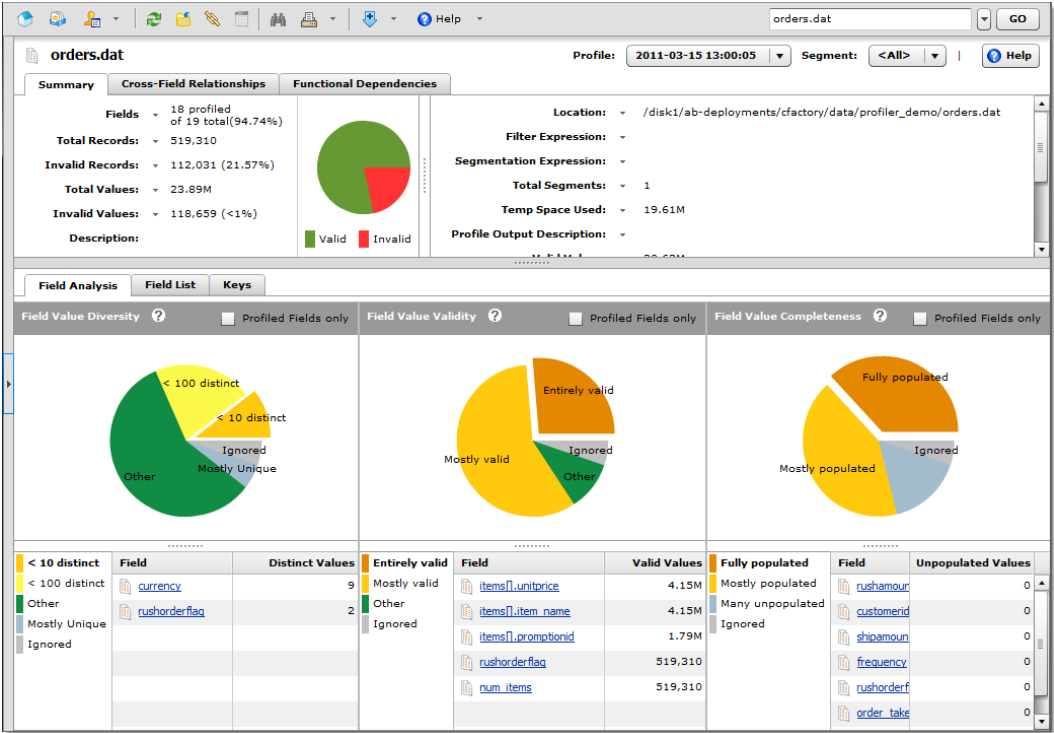 Help
orders.dat
GO
orders.dat
Profile:
2011-03-15 13:00:05
Segment:
<All>
|
Help
Summary
Cross-Field Relationships
Functional Dependencies
Fields
18 profiled
of 19 total(94.74%)
Total Records:
519,310
Invalid Records:
112,031 (21.57%)
Total Values:
23.89M
Invalid Values:
118,659 (<1%)
Description:
Valid
Invalid
Location:
/disk1/ab-deployments/cfactory/data/profiler_demo/orders.dat
Filter Expression:
Segmentation Expression:
Total Segments:
1
Temp Space Used:
19.61M
Profile Output Description:
Field Analysis
Field List
Keys
Field Value Diversity
?
Profiled Fields only
Field Value Validity
?
Profiled Fields only
Field Value Completeness
?
Profiled Fields only
< 100 distinct
< 10 distinct
Ignored
Mostly Unique
Other
Entirely valid
Mostly valid
Ignored
Other
Fully populated
Mostly populated
Ignored
< 10 distinct
< 100 distinct
Other
Mostly Unique
Ignored
Field
Distinct Values
currency
9
rushorderflag
2
Entirely valid
Mostly valid
Other
Ignored
Field
Valid Values
items[].unitprice
4.15M
items[].item_name
4.15M
items[].promptionid
1.79M
rushorderflag
519,310
num_items
519,310
Fully populated
Mostly populated
Many unpopulated
Ignored
Field
Unpopulated Values
rushamoun
0
customerid
0
shipamoun
0
frequency
0
rushorderf
0
order_take
0